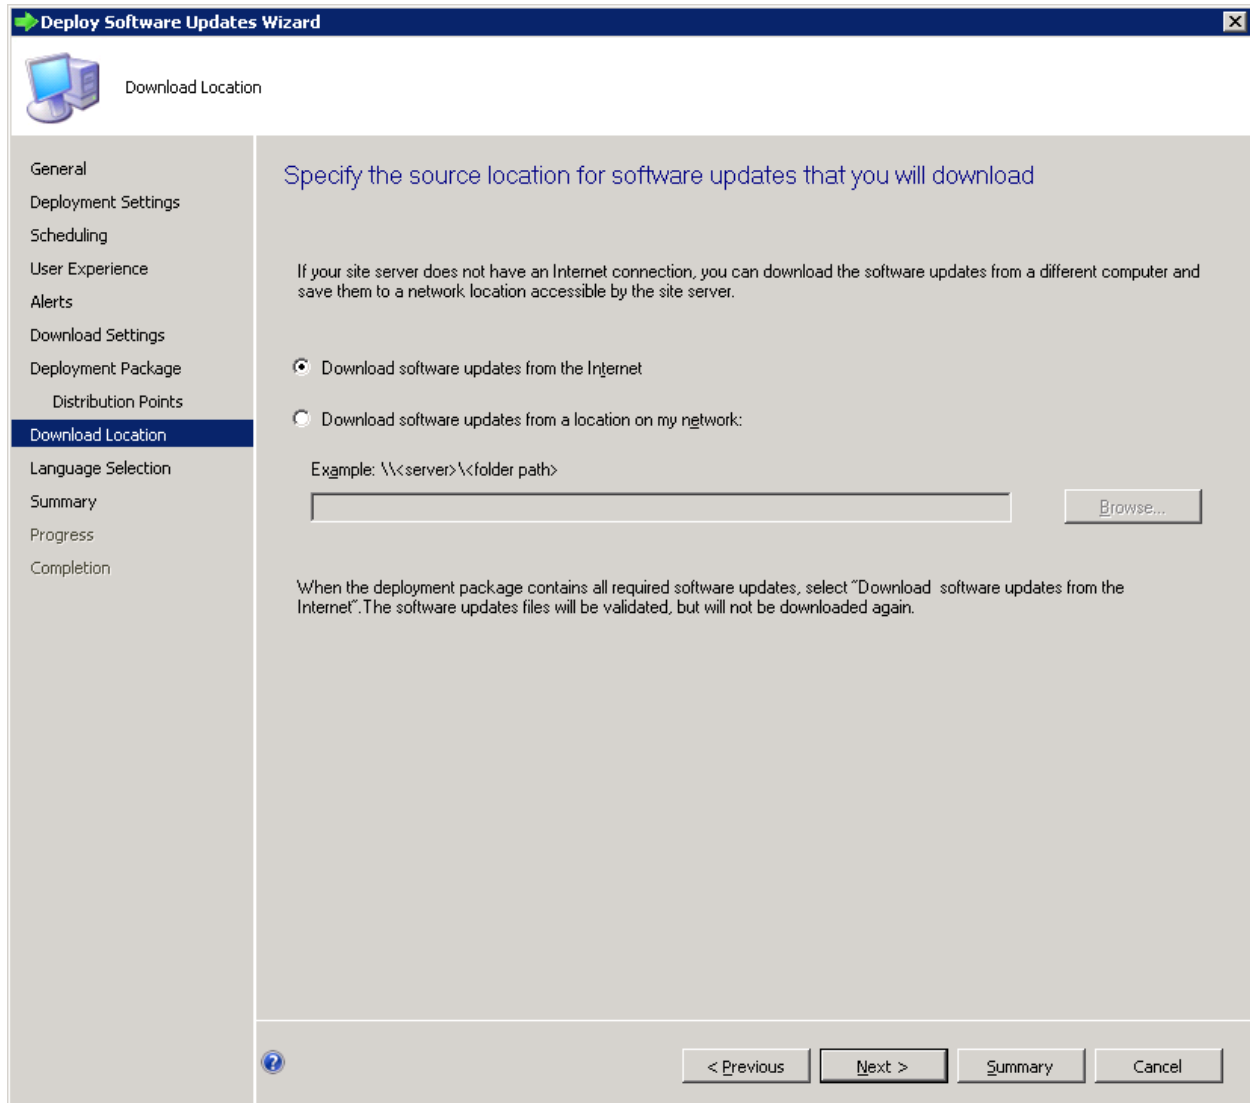 Deploy Software Updates Wizard
Download Location
General
Deployment Settings
Scheduling
User Experience
Alerts
Download Settings
Deployment Package
Distribution Points
Download Location
Language Selection
Summary
Progress
Completion
Specify the source location for software updates that you will download
If your site server does not have an Internet connection, you can download the software updates from a different computer and
save them to a network location accessible by the site server.
Download software updates from the Internet
Download software updates from a location on my network:
Example: \\<server>\<folder path>
Browse...
When the deployment package contains all required software updates, select "Download  software updates from the
Internet".The software updates files will be validated, but will not be downloaded again.
?
< Previous
Next >
Summary
Cancel